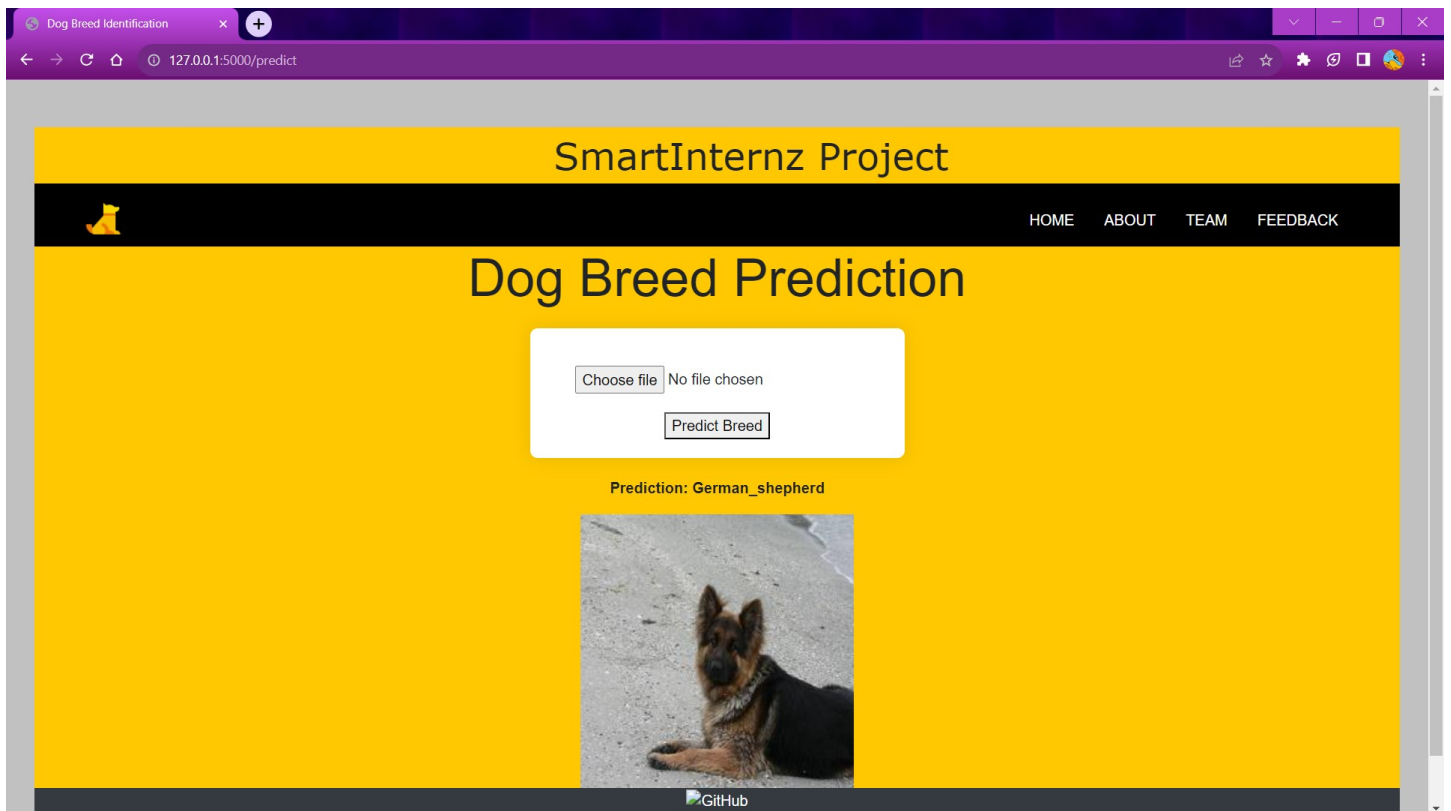 Dog Breed Identification
127.0.0.1:5000/predict
SmartInternz Project
HOME ABOUT TEAM FEEDBACK
Dog Breed Prediction
Choose file No file chosen
Predict Breed
Prediction: German_shepherd
GitHub